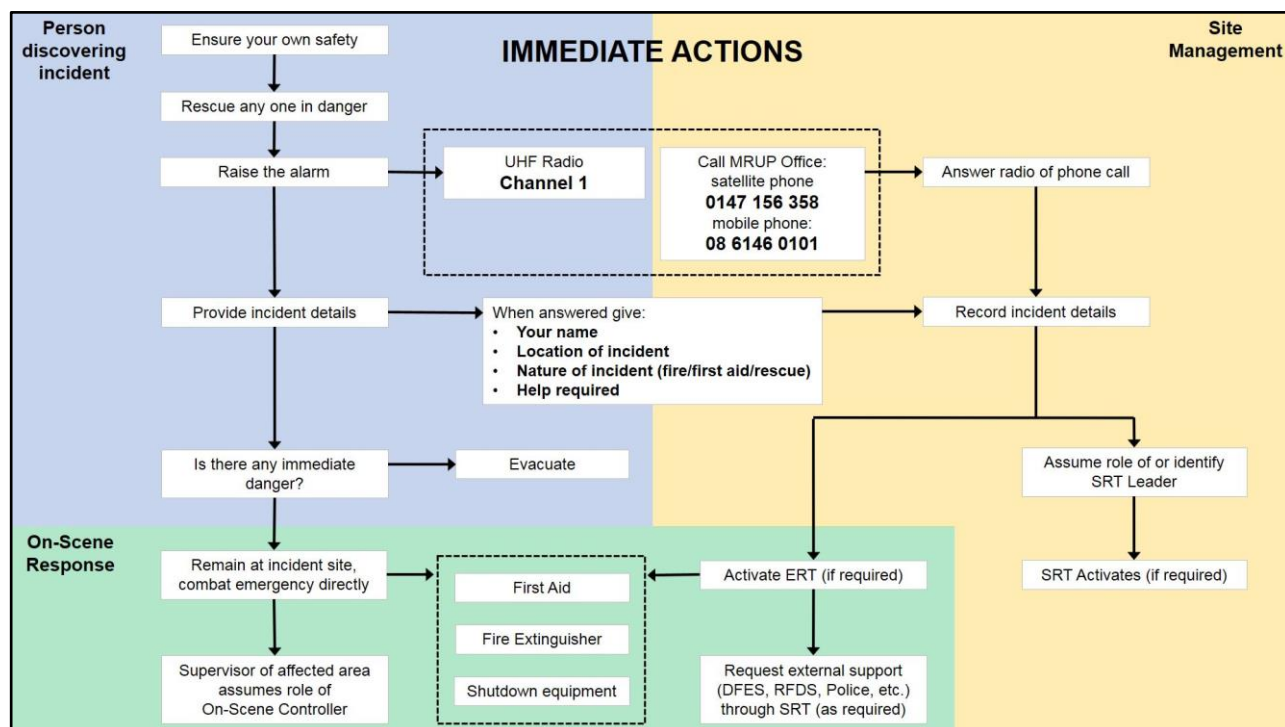 Person
discovering
incident
IMMEDIATE ACTIONS
Site
Management
Ensure your own safety
Rescue any one in danger
Raise the alarm
UHF Radio
Channel 1
Call MRUP Office:
satellite phone
0147 156 358
mobile phone:
08 6146 0101
Answer radio of phone call
Provide incident details
When answered give:
• Your name
• Location of incident
• Nature of incident (fire/first aid/rescue)
• Help required
Record incident details
Is there any immediate
danger?
Evacuate
Assume role of or identify
SRT Leader
On-Scene
Response
Remain at incident site,
combat emergency directly
First Aid
Fire Extinguisher
Shutdown equipment
Activate ERT (if required)
SRT Activates (if required)
Supervisor of affected area
assumes role of
On-Scene Controller
Request external support
(DFES, RFDS, Police, etc.)
through SRT (as required)